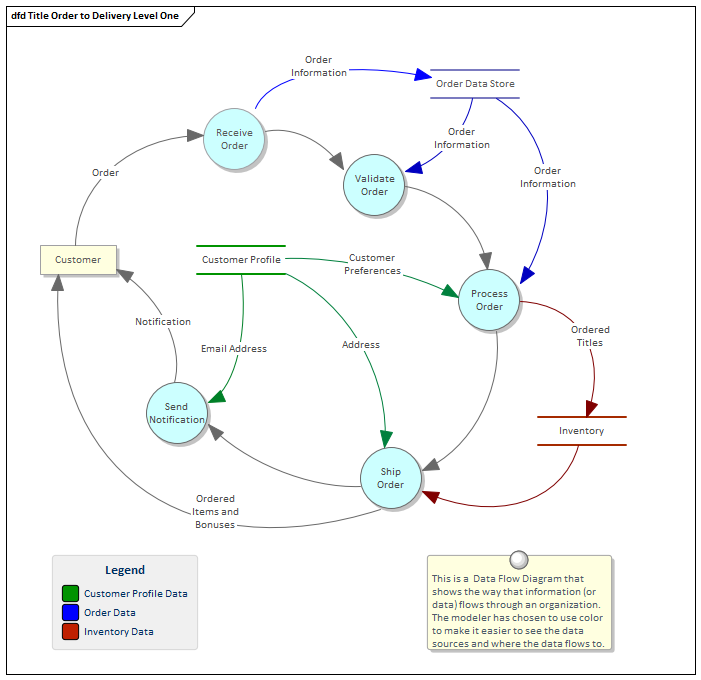 dfd Title Order to Delivery Level One
Order
Information
Order Data Store
Receive
Order
Order
Information
Order
Validate
Order
Order
Information
Customer
Customer Profile
Customer
Preferences
Process
Order
Notification
Email Address
Address
Ordered
Titles
Send
Notification
Inventory
Ship
Order
Ordered
Items and
Bonuses
Legend
Customer Profile Data
Order Data
Inventory Data
This is a Data Flow Diagram that
shows the way that information (or
data) flows through an organization.
The modeler has chosen to use color
to make it easier to see the data
sources and where the data flows to.